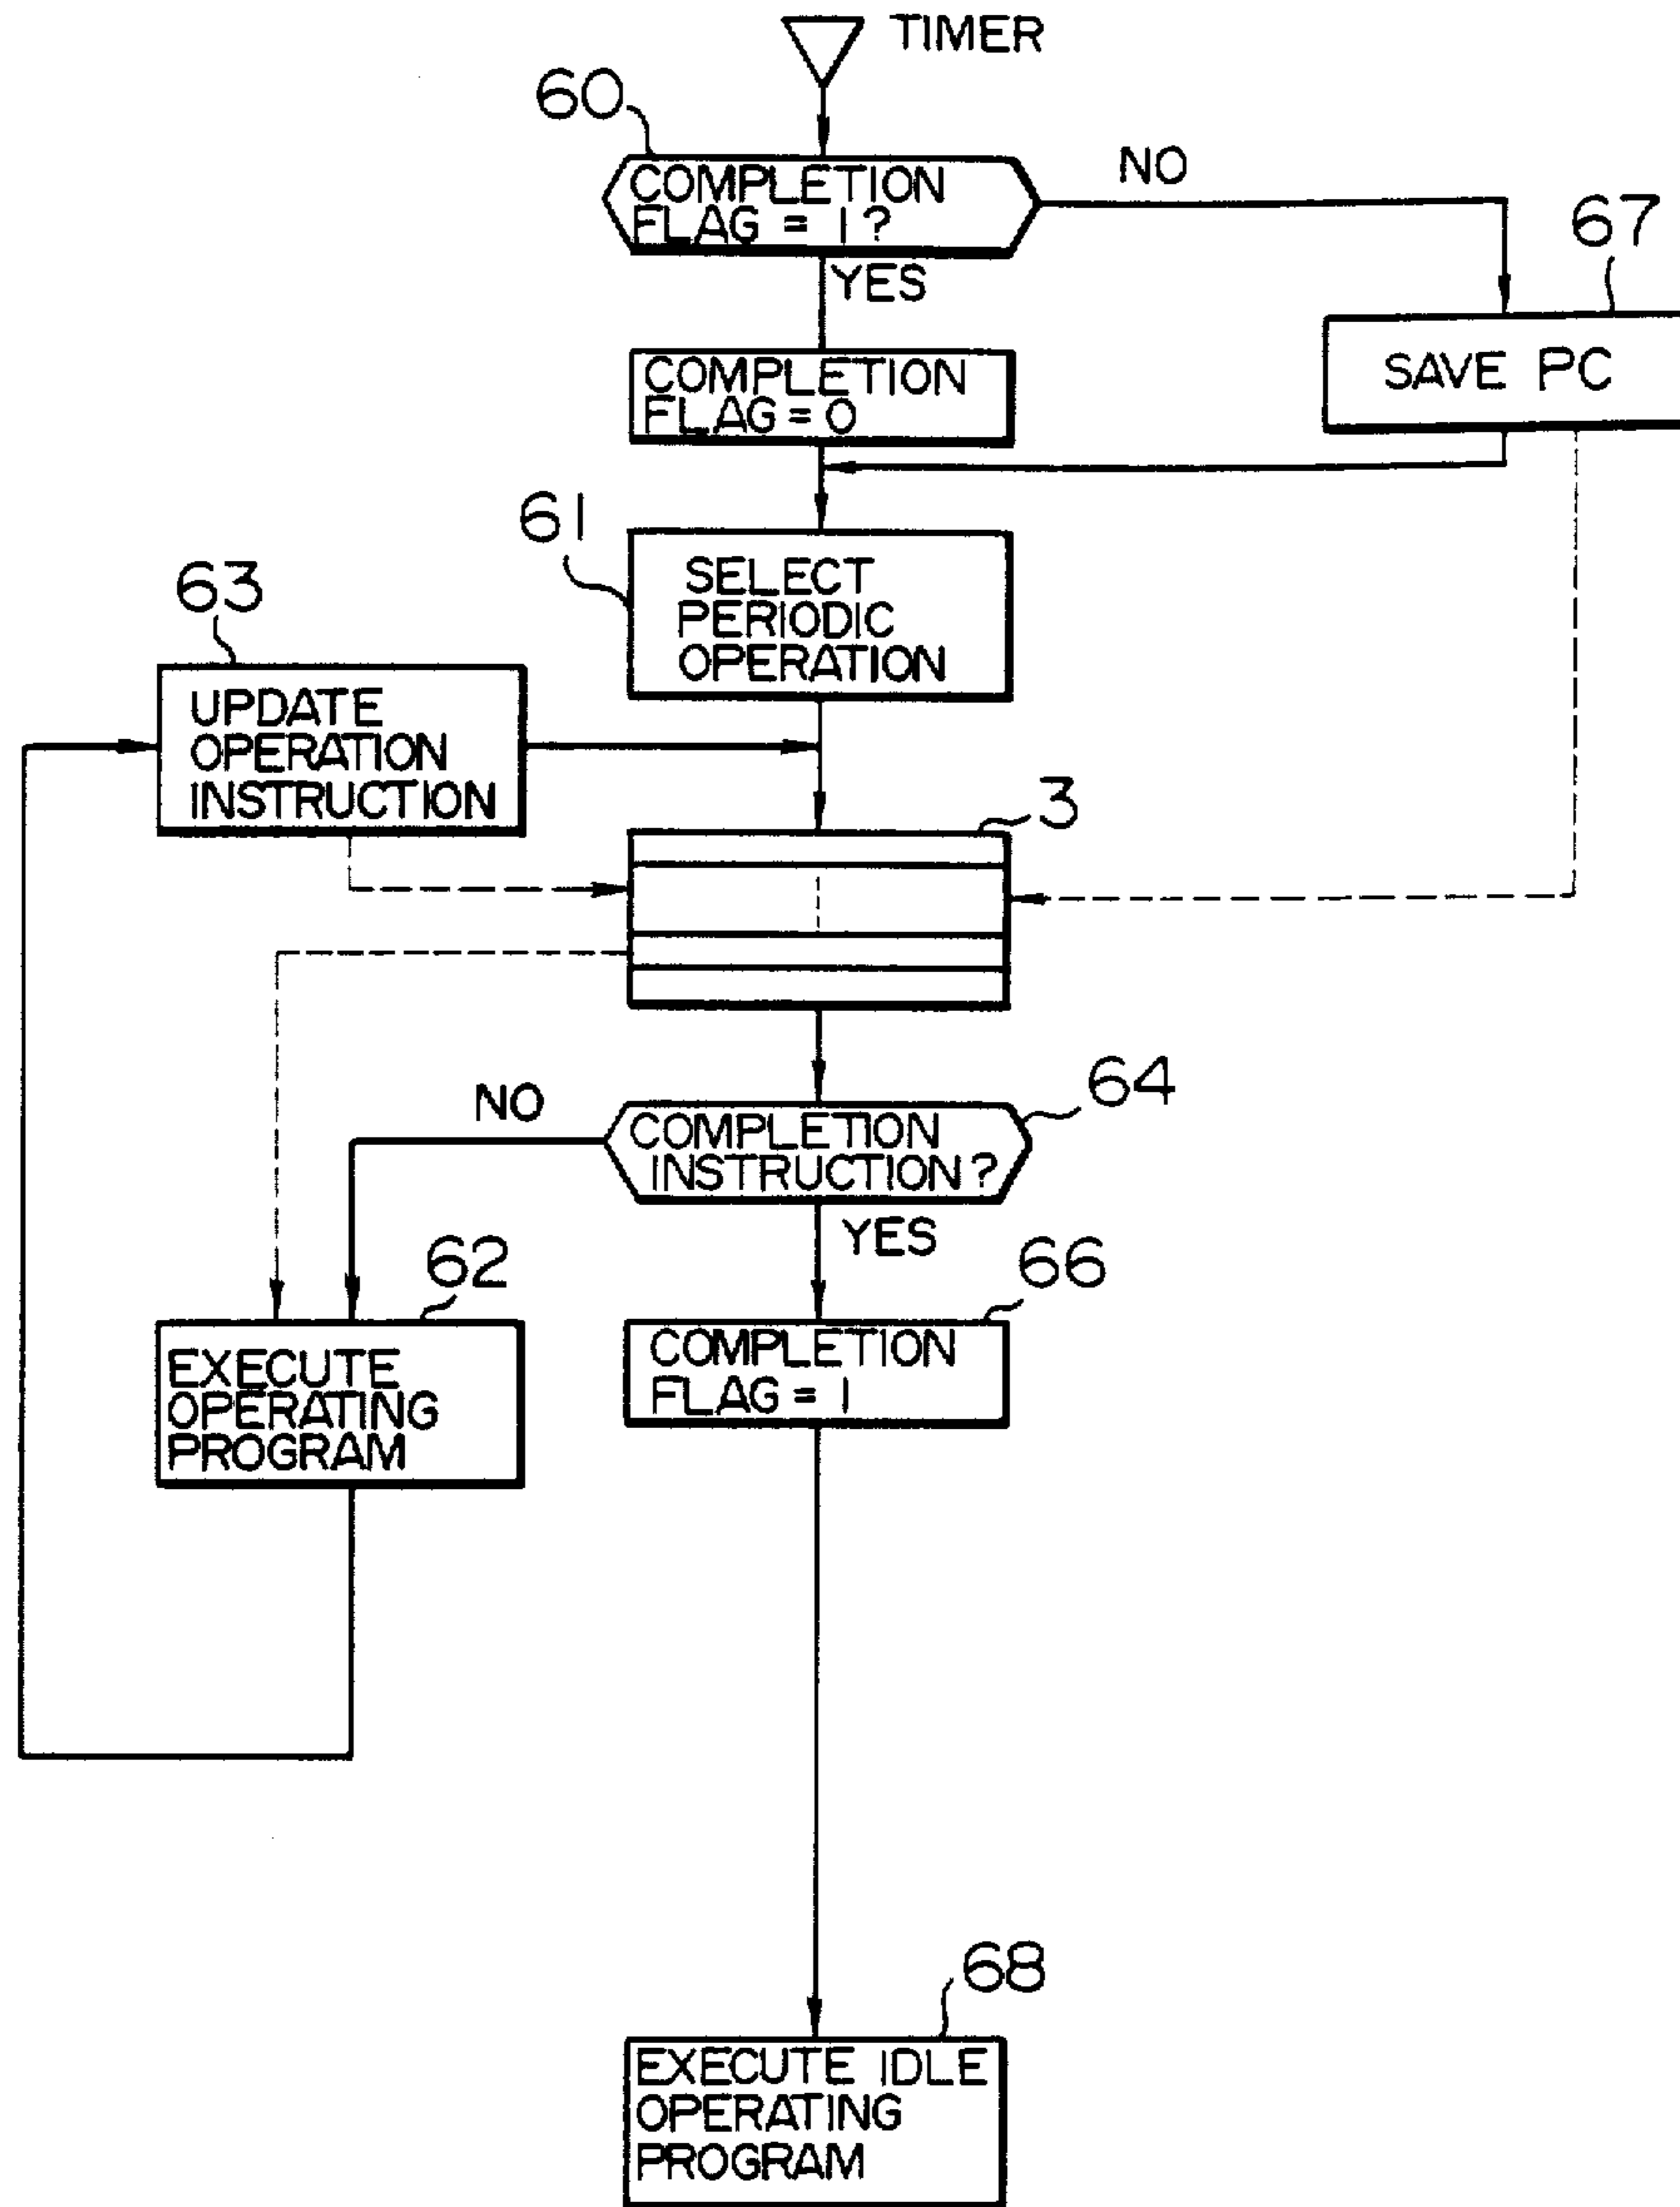 TIMER
60
COMPLETION
FLAG = 1?
NO
YES
67
SAVE PC
COMPLETION
FLAG = 0
61
SELECT
PERIODIC
OPERATION
63
UPDATE
OPERATION
INSTRUCTION
3
NO
64
COMPLETION
INSTRUCTION?
YES
62
EXECUTE
OPERATING
PROGRAM
66
COMPLETION
FLAG = 1
68
EXECUTE IDLE
OPERATING
PROGRAM